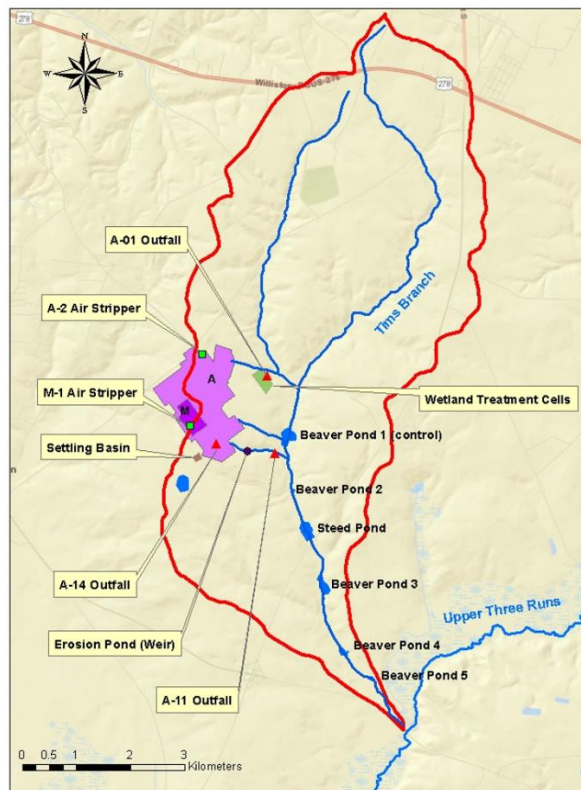 278
278
N
W E
S
A-01 Outfall
A-2 Air Stripper
Tims Branch
A
M-1 Air Stripper
M
Wetland Treatment Cells
Settling Basin
Beaver Pond 1 (control)
Beaver Pond 2
Steed Pond
A-14 Outfall
Beaver Pond 3
Upper Three Runs
Erosion Pond (Weir)
Beaver Pond 4
A-11 Outfall
Beaver Pond 5
0 0.5 1 2 3
Kilometers